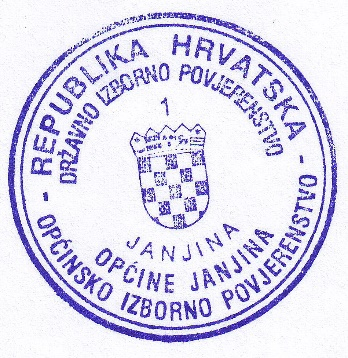 - REPUBLIKA HRVATSKA -
DRŽAVNO IZBORNO POVJERENSTVO
1
JANJINA
OPĆINE JANJINA
OPĆINSKO IZBORNO POVJERENSTVO